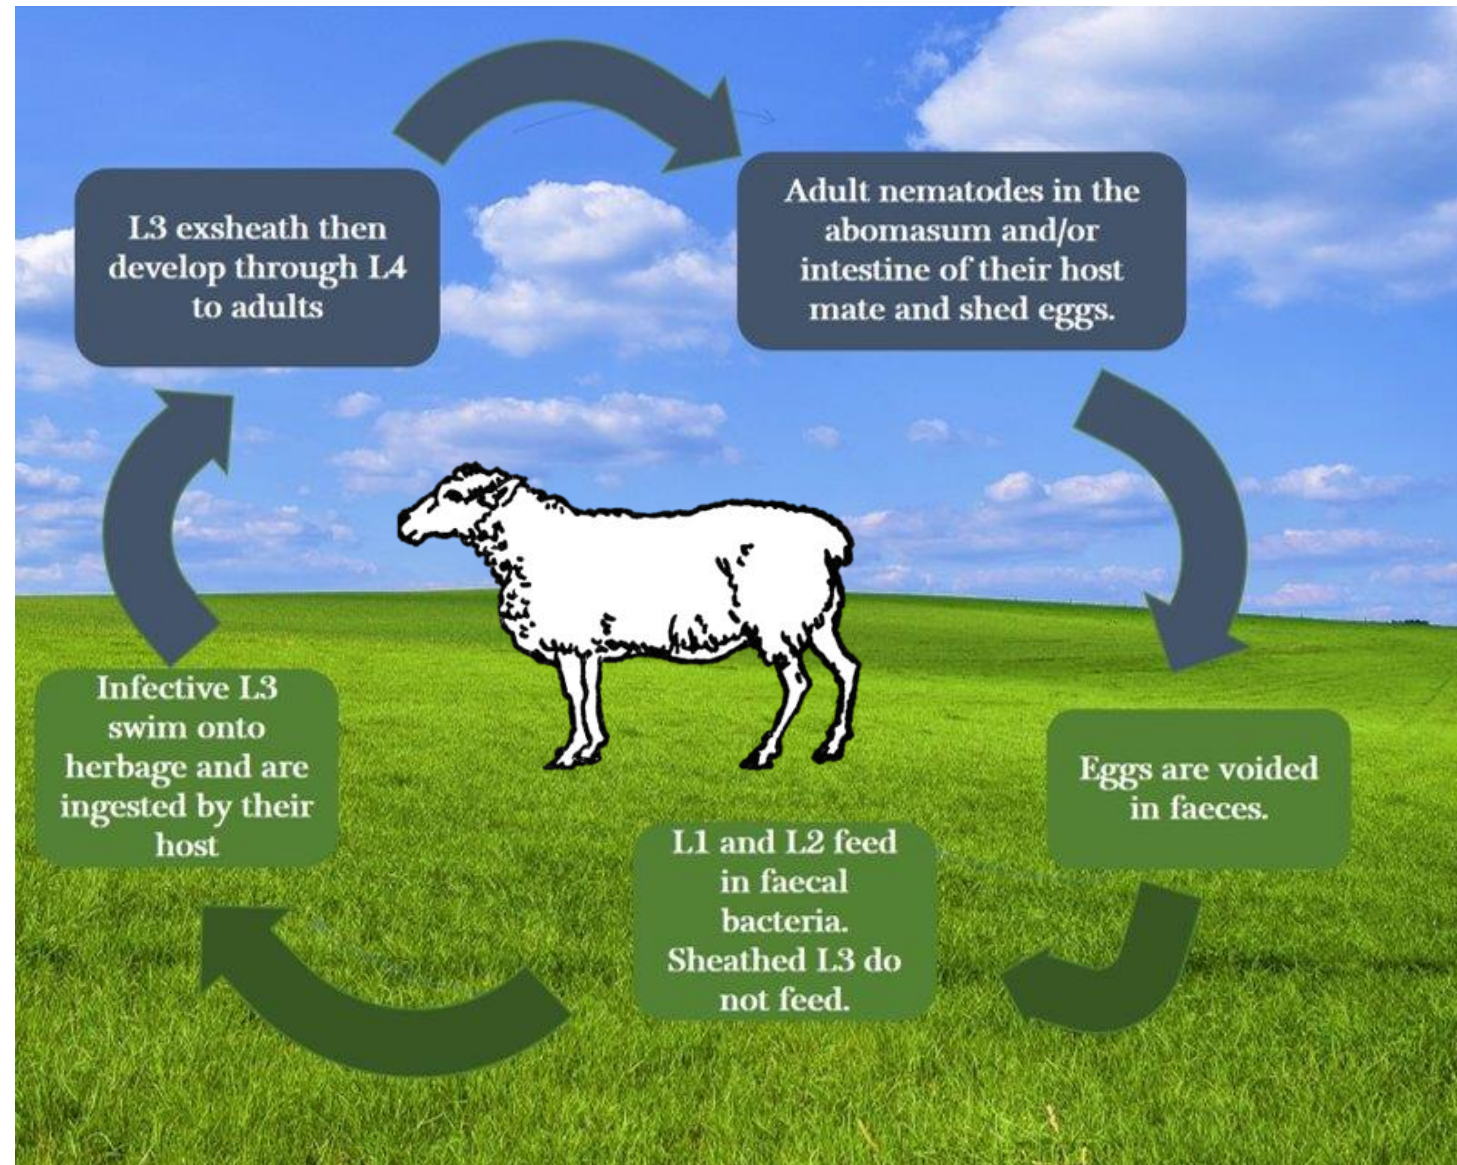 L3 exsheath then
develop through L4
to adults
Adult nematodes in the
abomasum and/or
intestine of their host
mate and shed eggs.
Eggs are voided
in faeces.
L1 and L2 feed
in faecal
bacteria.
Sheathed L3 do
not feed.
Infective L3
swim onto
herbage and are
ingested by their
host